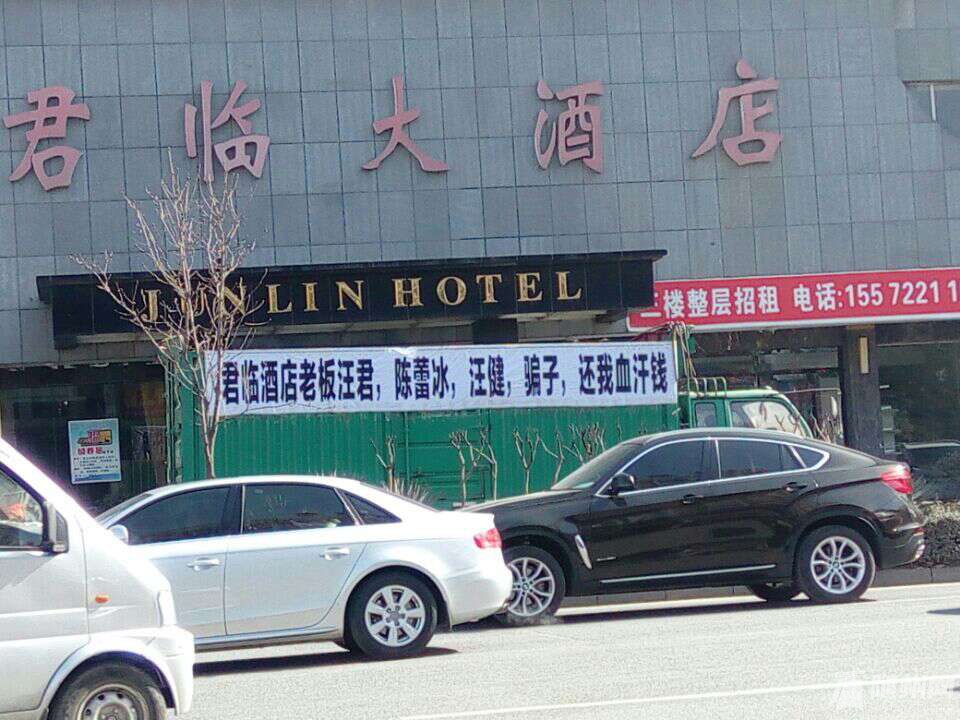 君临大酒店
JUNLIN HOTEL
三楼整层招租 电话:155 7221 1
君临酒店老板汪君，陈蕾冰，汪健，骗子，还我血汗钱